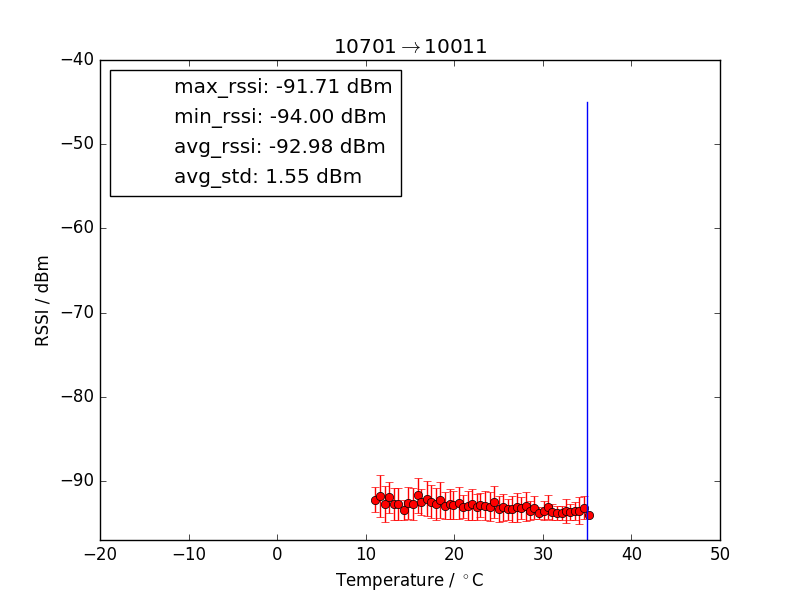 10701→10011
max_rssi: -91.71 dBm
min_rssi: -94.00 dBm
avg_rssi: -92.98 dBm
avg_std: 1.55 dBm
RSSI / dBm
−40
−50
−60
−70
−80
−90
−20 −10 0 10 20 30 40 50
Temperature / °C